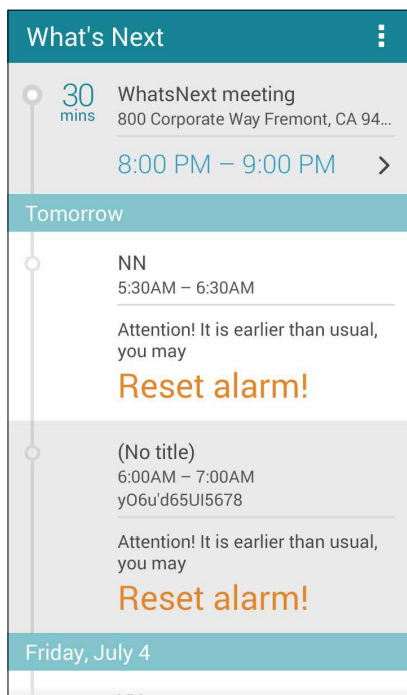 What's Next
30
mins
WhatsNext meeting
800 Corporate Way Fremont, CA 94...
8:00 PM – 9:00 PM
Tomorrow
NN
5:30AM – 6:30AM
Attention! It is earlier than usual,
you may
Reset alarm!
(No title)
6:00AM – 7:00AM
yO6u'd65UI5678
Attention! It is earlier than usual,
you may
Reset alarm!
Friday, July 4